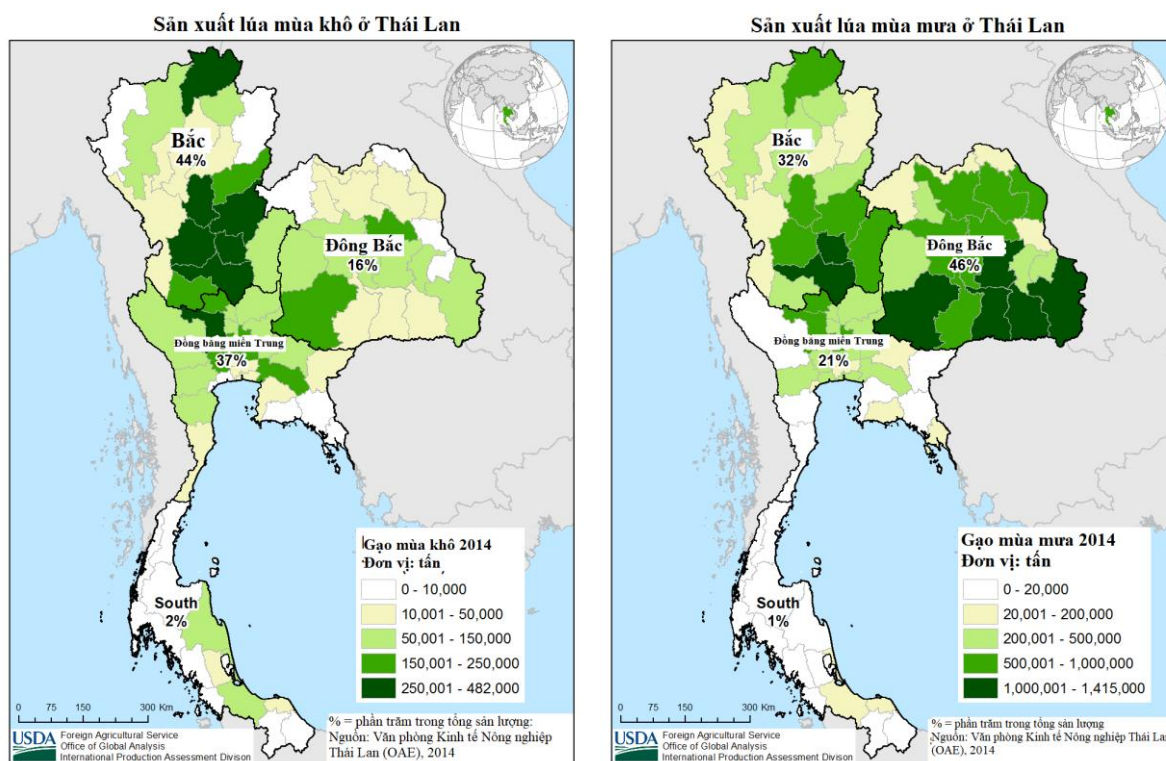 Sản xuất lúa mùa khô ở Thái Lan
Bắc
44%
Đông Bắc
16%
Đồng bằng miền Trung
37%
South
2%
Gạo mùa khô 2014
Đơn vị: tấn
0 - 10,000
10,001 - 50,000
50,001 - 150,000
150,001 - 250,000
250,001 - 482,000
0 75 150 300 Km
USDA
Foreign Agricultural Service
Office of Global Analysis
International Production Assessment Divison
% = phần trăm trong tổng sản lượng:
Nguồn: Văn phòng Kinh tế Nông nghiệp
Thái Lan (OAE), 2014
Sản xuất lúa mùa mưa ở Thái Lan
Bắc
32%
Đông Bắc
46%
Đồng bằng miền Trung
21%
South
1%
Gạo mùa mưa 2014
Đơn vị: tấn
0 - 20,000
20,001 - 200,000
200,001 - 500,000
500,001 - 1,000,000
1,000,001 - 1,415,000
0 75 150 300 Km
USDA
Foreign Agricultural Service
Office of Global Analysis
International Production Assessment Divison
% = phần trăm trong tổng sản lượng
Nguồn: Văn phòng Kinh tế Nông nghiệp Thái Lan
(OAE), 2014